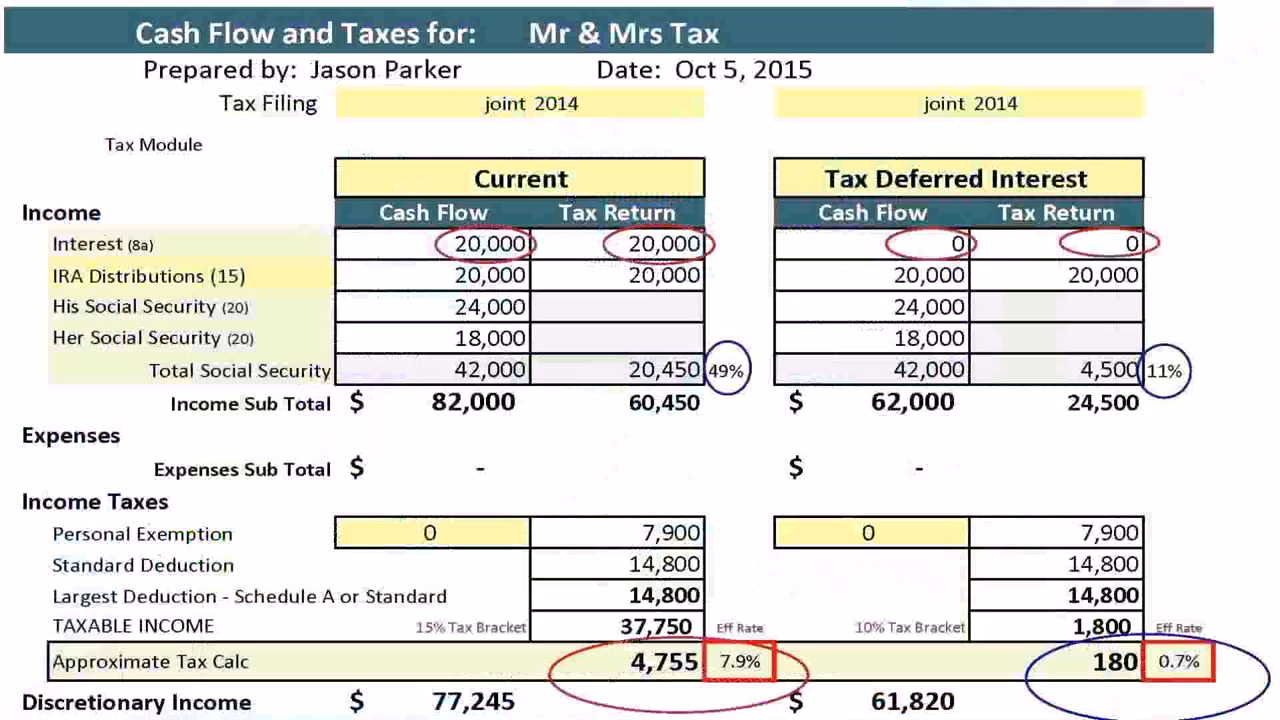 Cash Flow and Taxes for: Mr & Mrs Tax
Prepared by: Jason Parker Date: Oct 5, 2015
Tax Filing joint 2014 joint 2014
Tax Module
Current Tax Deferred Interest
Income Cash Flow Tax Return Cash Flow Tax Return
Interest (8a) 20,000 20,000 0 0
IRA Distributions (15) 20,000 20,000 20,000 20,000
His Social Security (20) 24,000 24,000
Her Social Security (20) 18,000 18,000
Total Social Security 42,000 20,450 49% 42,000 4,500 11%
Income Sub Total $ 82,000 60,450 $ 62,000 24,500
Expenses
Expenses Sub Total $ - $ -
Income Taxes
Personal Exemption 0 7,900 0 7,900
Standard Deduction 14,800 14,800
Largest Deduction - Schedule A or Standard 14,800 14,800
TAXABLE INCOME 15% Tax Bracket 37,750 Eff Rate 10% Tax Bracket 1,800 Eff Rate
Approximate Tax Calc 4,755 7.9% 180 0.7%
Discretionary Income $ 77,245 $ 61,820